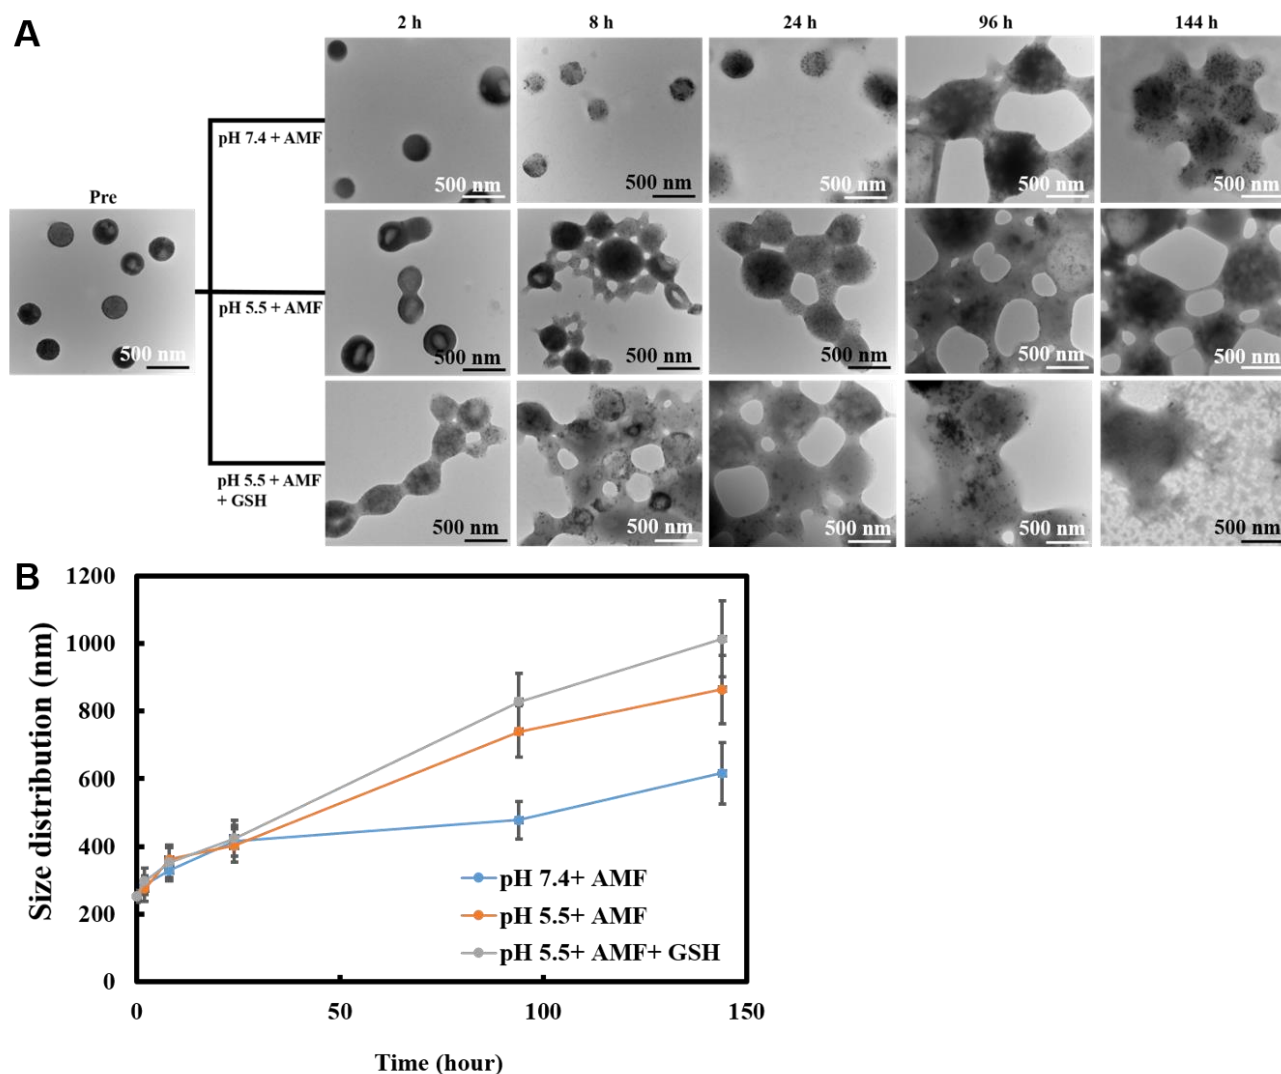 A
2 h
8 h
24 h
96 h
144 h
pH 7.4 + AMF
500 nm
500 nm
500 nm
500 nm
500 nm
Pre
500 nm
pH 5.5 + AMF
500 nm
500 nm
500 nm
500 nm
500 nm
pH 5.5 + AMF
+ GSH
500 nm
500 nm
500 nm
500 nm
500 nm
B
Size distribution (nm)
1200
1000
800
600
400
200
0
0
50
100
150
Time (hour)
pH 7.4+ AMF
pH 5.5+ AMF
pH 5.5+ AMF+ GSH